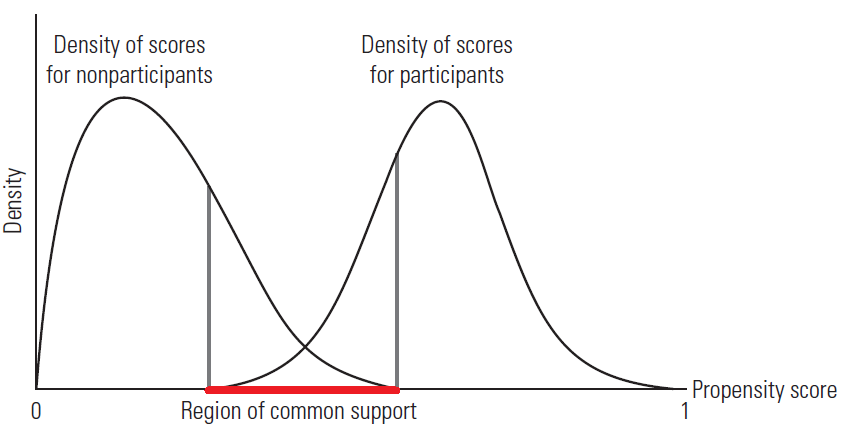 Density of scores
for nonparticipants
Density of scores
for participants
Density
Propensity score
0
Region of common support
1